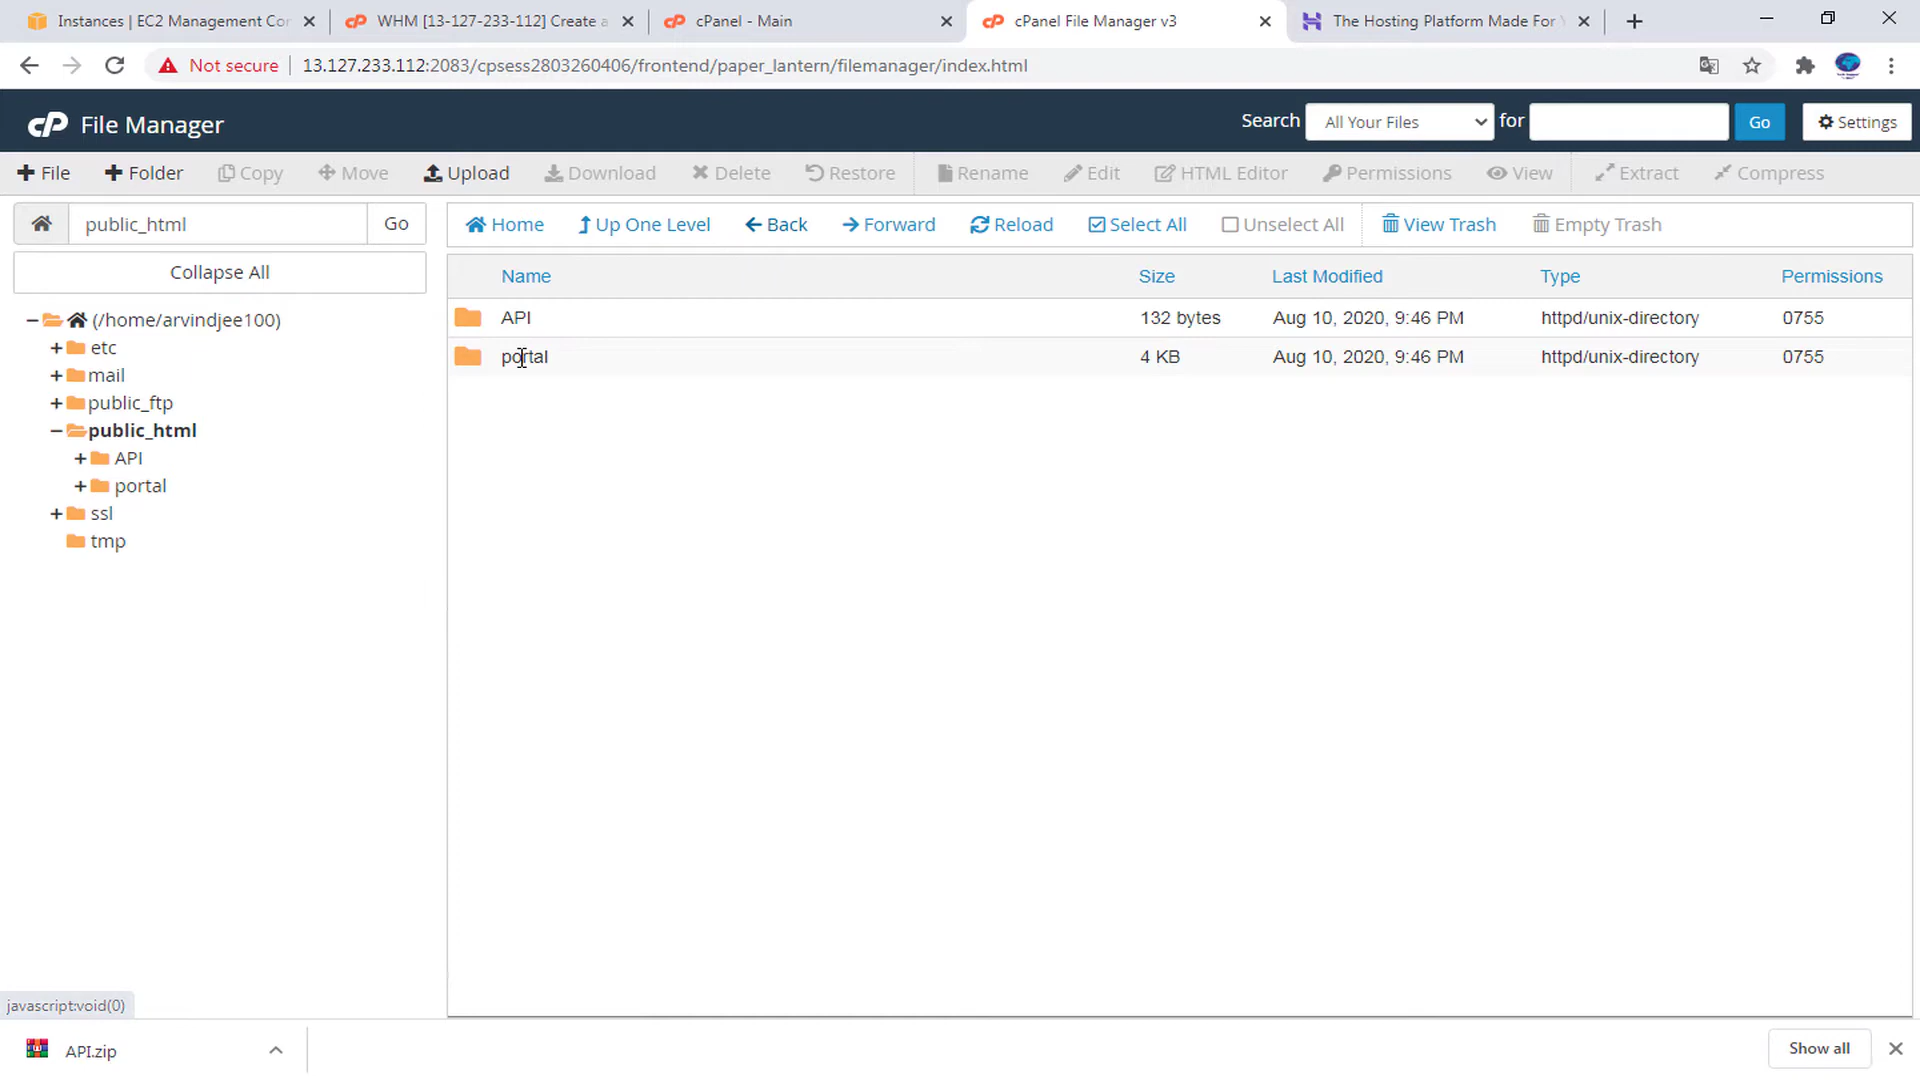 Instances | EC2 Management Cor
WHM [13-127-233-112] Create a
cPanel - Main
cPanel File Manager v3
The Hosting Platform Made For Y
Not secure
13.127.233.112:2083/cpsess2803260406/frontend/paper_lantern/filemanager/index.html
cP File Manager
Search All Your Files for Go Settings
File Folder Copy Move Upload Download Delete Restore Rename Edit HTML Editor Permissions View Extract Compress
public_html Go
Home Up One Level Back Forward Reload Select All Unselect All View Trash Empty Trash
Collapse All
Name Size Last Modified Type Permissions
API 132 bytes Aug 10, 2020, 9:46 PM httpd/unix-directory 0755
portal 4 KB Aug 10, 2020, 9:46 PM httpd/unix-directory 0755
(/home/arvindjee100)
etc
mail
public_ftp
public_html
API
portal
ssl
tmp
javascript:void(0)
API.zip
Show all